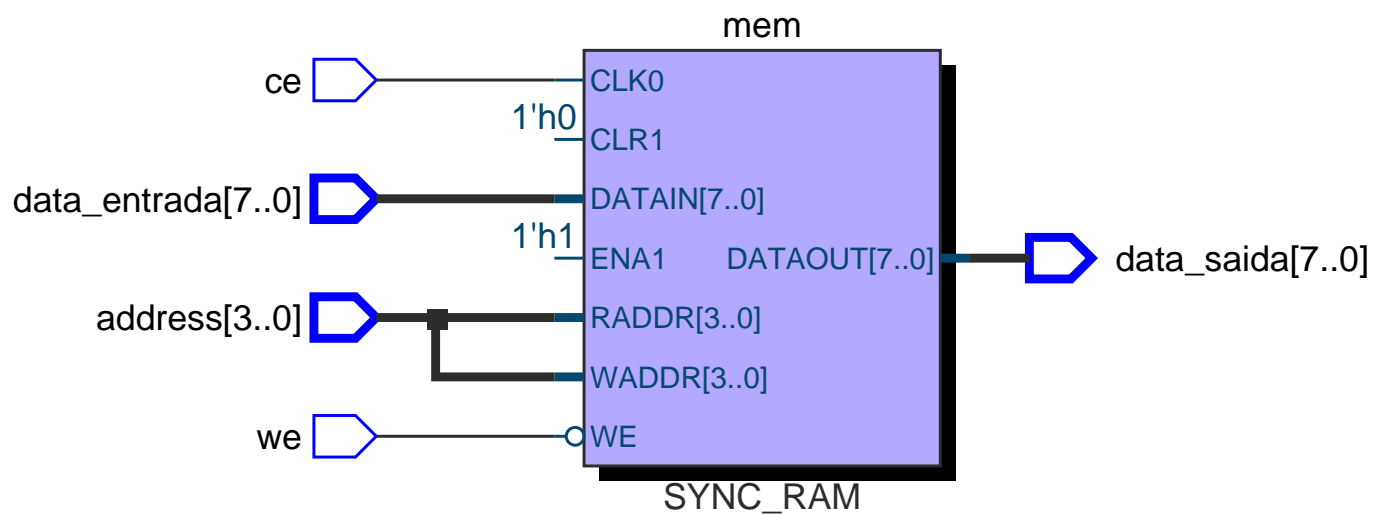 mem
ce
CLK0
1'h0
CLR1
data_entrada[7..0]
DATAIN[7..0]
1'h1
ENA1
DATAOUT[7..0]
data_saida[7..0]
address[3..0]
RADDR[3..0]
WADDR[3..0]
we
WE
SYNC_RAM